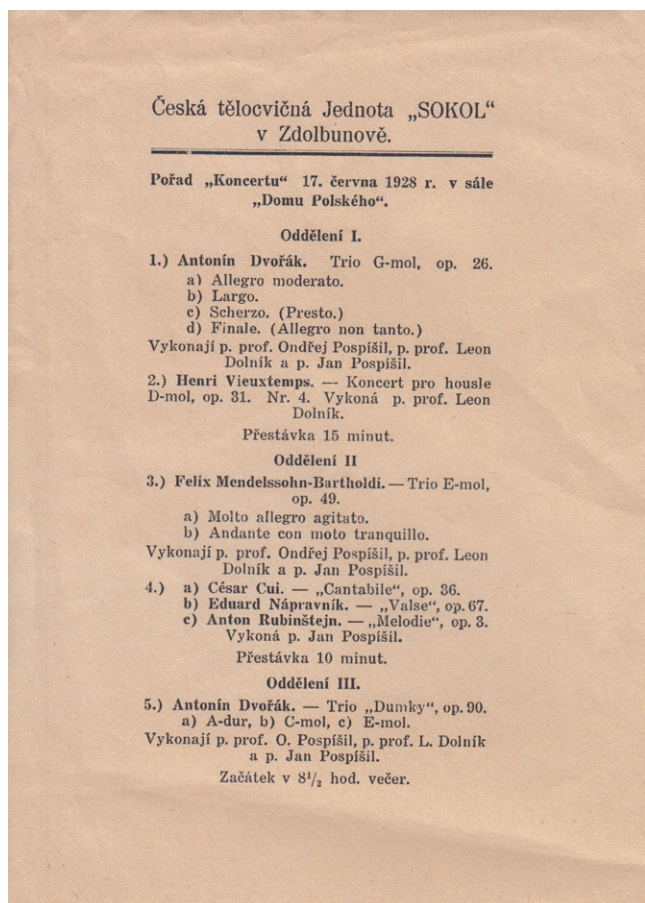 Česká tělocvičná Jednota „SOKOL“
v Zdolbunově.
Pořad „Koncertu“ 17. června 1928 r. v sále
„Domu Polského“.
Oddělení I.
1.) Antonín Dvořák. Trio G-mol, op. 26.
a) Allegro moderato.
b) Largo.
c) Scherzo. (Presto.)
d) Finale. (Allegro non tanto.)
Vykonají p. prof. Ondřej Pospíšil, p. prof. Leon
Dolník a p. Jan Pospíšil.
2.) Henri Vieuxtemps. — Koncert pro housle
D-mol, op. 31. Nr. 4. Vykoná p. prof. Leon
Dolník.
Přestávka 15 minut.
Oddělení II
3.) Felix Mendelssohn-Bartholdi. — Trio E-mol,
op. 49.
a) Molto allegro agitato.
b) Andante con moto tranquillo.
Vykonají p. prof. Ondřej Pospíšil, p. prof. Leon
Dolník a p. Jan Pospíšil.
4.) a) César Cui. — „Cantabile“, op. 36.
b) Eduard Nápravník. — „Valse“, op. 67.
c) Anton Rubinštejn. — „Melodie“, op. 3.
Vykoná p. Jan Pospíšil.
Přestávka 10 minut.
Oddělení III.
5.) Antonín Dvořák. — Trio „Dumky“, op. 90.
a) A-dur, b) C-mol, c) E-mol.
Vykonají p. prof. O. Pospíšil, p. prof. L. Dolník
a p. Jan Pospíšil.
Začátek v 8½ hod. večer.